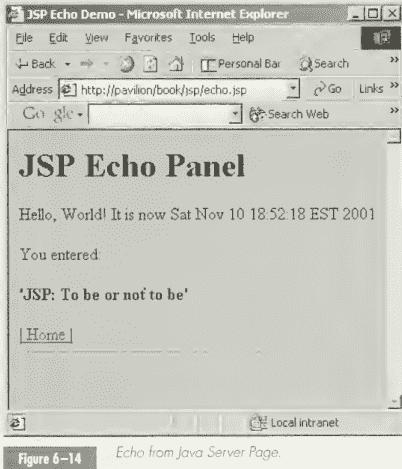 JSP Echo Demo - Microsoft Internet Explorer
File Edit View Favorites Tools Help
Back Personal Bar Search »
Address http://pavilion/book/jsp/echo.jsp Go Links »
Google Search Web »
JSP Echo Panel
Hello, World! It is now Sat Nov 10 18:52:18 EST 2001
You entered:
'JSP: To be or not to be'
| Home |
Local intranet
Figure 6–14 Echo from Java Server Page.